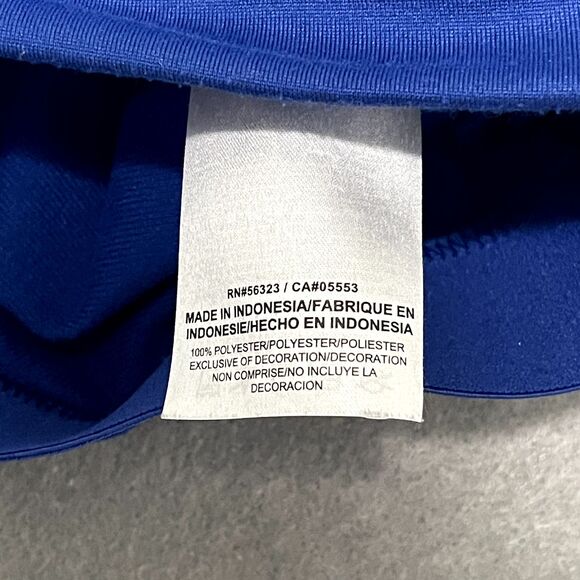 RN#56323 / CA#05553
MADE IN INDONESIA/FABRIQUE EN
INDONESIE/HECHO EN INDONESIA
100% POLYESTER/POLYESTER/POLIESTER
EXCLUSIVE OF DECORATION/DECORATION
NON COMPRISE/NO INCLUYE LA
DECORACION